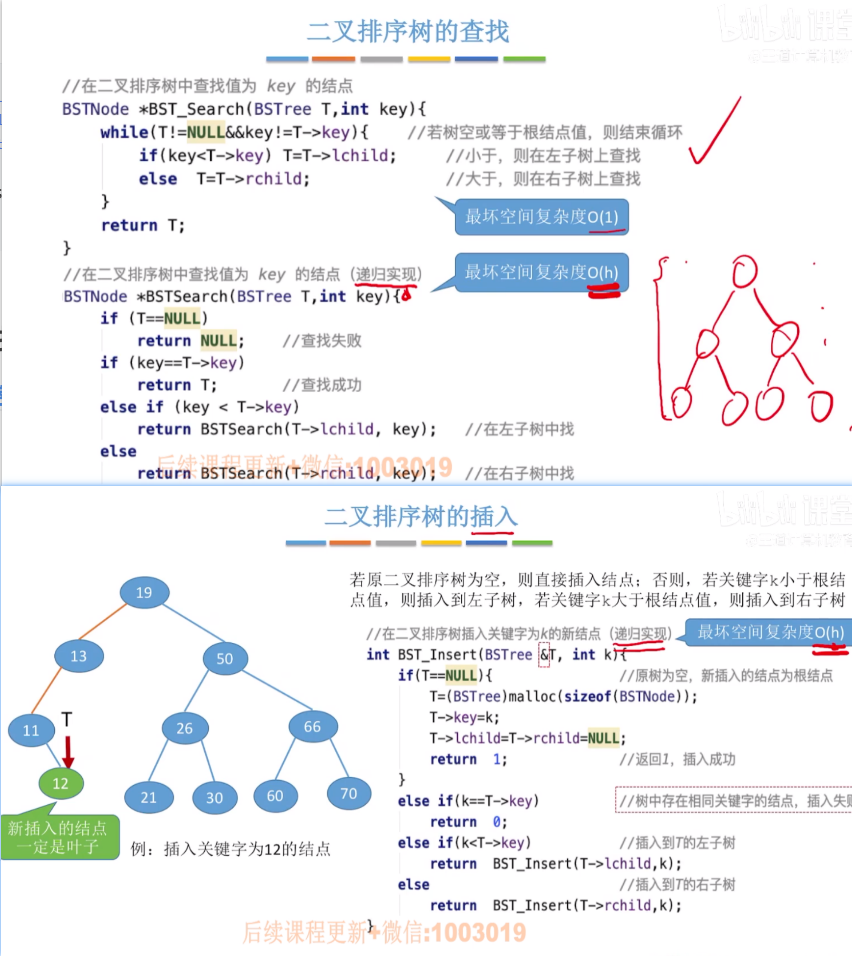 二叉排序树的查找
//在二叉排序树中查找值为 key 的结点
BSTNode *BST_Search(BSTree T,int key){
while(T!=NULL&&key!=T->key){ //若树空或等于根结点值，则结束循环
if(key<T->key) T=T->lchild; //小于，则在左子树上查找
else T=T->rchild; //大于，则在右子树上查找
}
return T;
}
最坏空间复杂度O(1)
//在二叉排序树中查找值为 key 的结点（递归实现）
最坏空间复杂度O(h)
BSTNode *BSTSearch(BSTree T,int key){
if (T==NULL)
return NULL; //查找失败
if (key==T->key)
return T; //查找成功
else if (key < T->key)
return BSTSearch(T->lchild, key); //在左子树中找
else
return BSTSearch(T->rchild, key); //在右子树中找
后续课程更新+微信:1003019
bilibili 课堂
二叉排序树的插入
bilibili 课堂
若原二叉排序树为空，则直接插入结点；否则，若关键字k小于根结
点值，则插入到左子树，若关键字k大于根结点值，则插入到右子树
//在二叉排序树插入关键字为k的新结点（递归实现）
最坏空间复杂度O(h)
int BST_Insert(BSTree &T, int k){
if(T==NULL){ //原树为空，新插入的结点为根结点
T=(BSTree)malloc(sizeof(BSTNode));
T->key=k;
T->lchild=T->rchild=NULL;
return 1; //返回1，插入成功
}
else if(k==T->key) //树中存在相同关键字的结点，插入失败
return 0;
else if(k<T->key) //插入到T的左子树
return BST_Insert(T->lchild,k);
else //插入到T的右子树
return BST_Insert(T->rchild,k);
}
19
13
50
11
T
26
66
12
21
30
60
70
新插入的结点
一定是叶子
例：插入关键字为12的结点
后续课程更新+微信:1003019